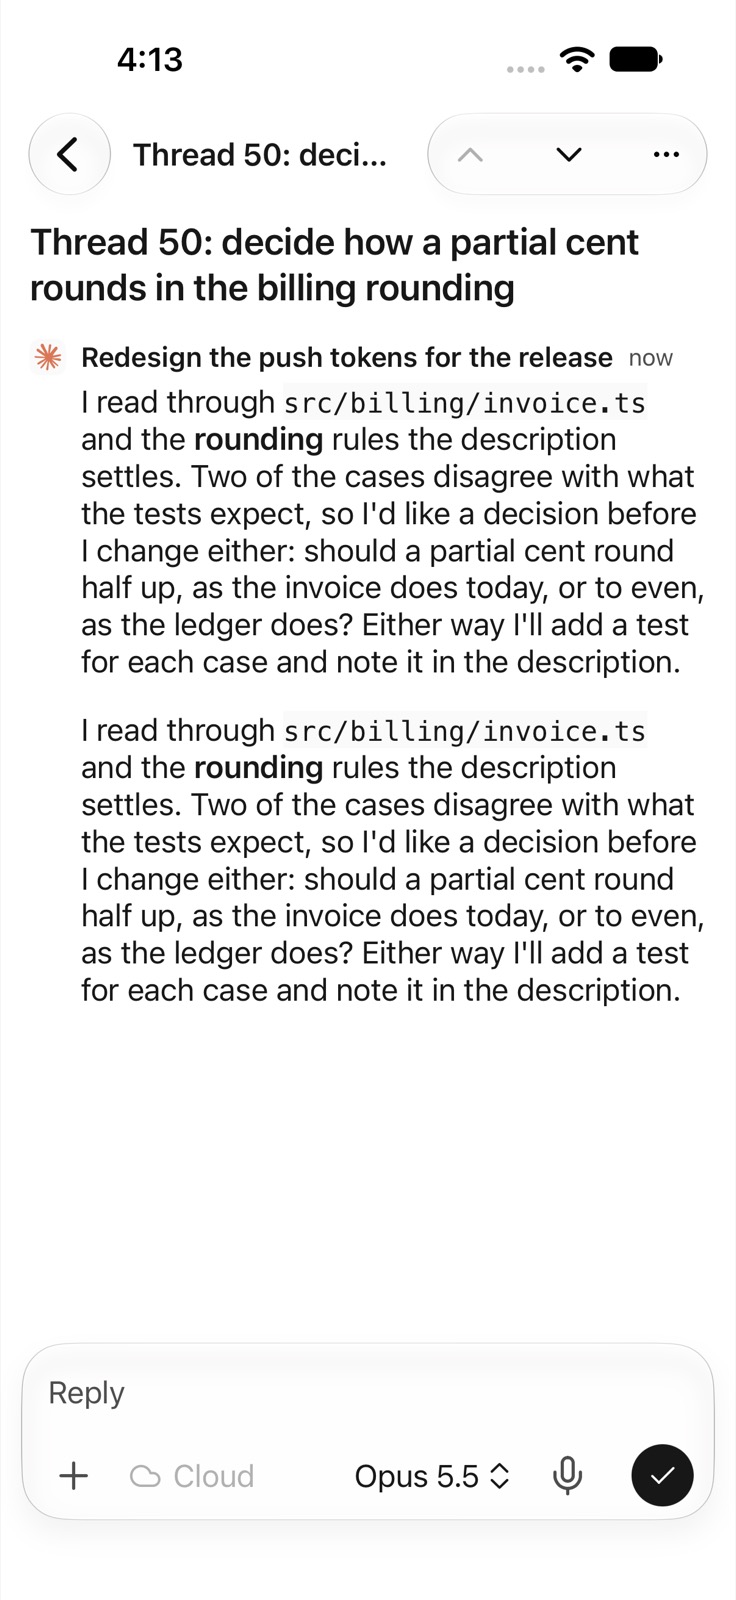 4:13
Thread 50: deci...
Thread 50: decide how a partial cent
rounds in the billing rounding
Redesign the push tokens for the release now
I read through src/billing/invoice.ts
and the rounding rules the description
settles. Two of the cases disagree with what
the tests expect, so I'd like a decision before
I change either: should a partial cent round
half up, as the invoice does today, or to even,
as the ledger does? Either way I'll add a test
for each case and note it in the description.
I read through src/billing/invoice.ts
and the rounding rules the description
settles. Two of the cases disagree with what
the tests expect, so I'd like a decision before
I change either: should a partial cent round
half up, as the invoice does today, or to even,
as the ledger does? Either way I'll add a test
for each case and note it in the description.
Reply
Cloud Opus 5.5